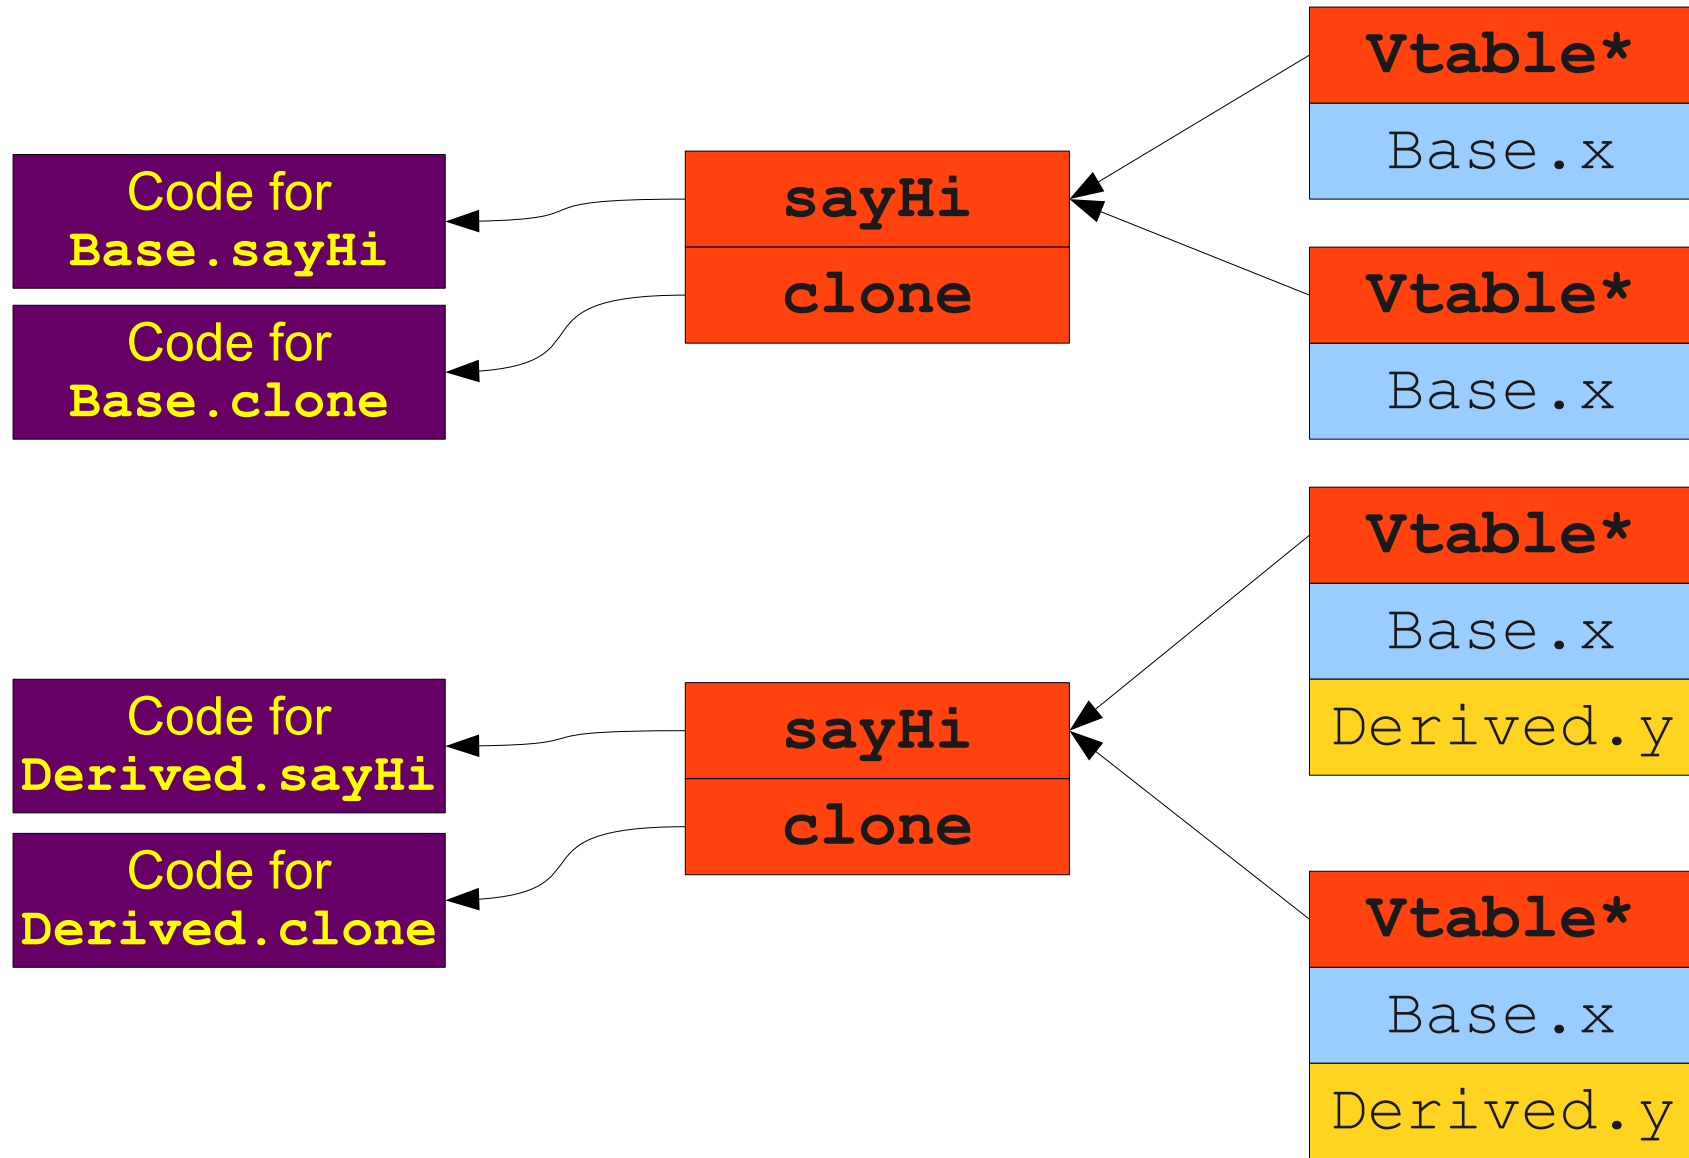 Code for
Base.sayHi
Code for
Base.clone
sayHi
clone
Vtable*
Base.x
Vtable*
Base.x
Code for
Derived.sayHi
Code for
Derived.clone
sayHi
clone
Vtable*
Base.x
Derived.y
Vtable*
Base.x
Derived.y